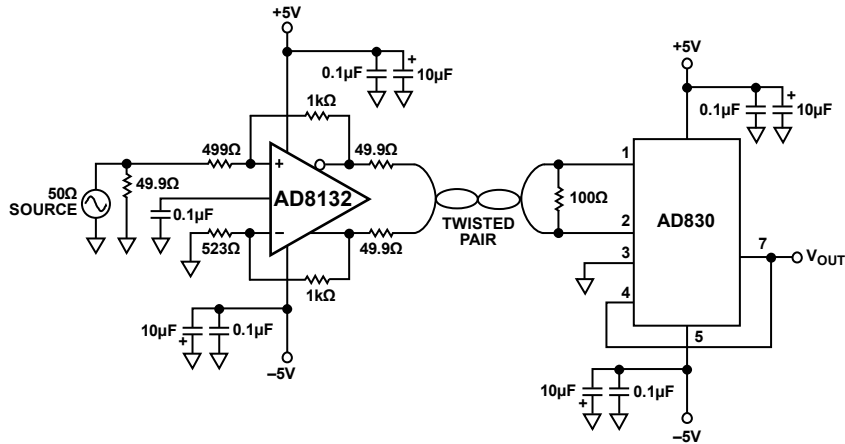 +5V
0.1µF
10µF
+
1kΩ
499Ω
49.9Ω
+
AD8132
50Ω
SOURCE
49.9Ω
0.1µF
–
523Ω
49.9Ω
1kΩ
10µF
+
0.1µF
–5V
TWISTED
PAIR
100Ω
+5V
0.1µF
10µF
+
1
2
3
4
AD830
7
VOUT
5
10µF
+
0.1µF
–5V